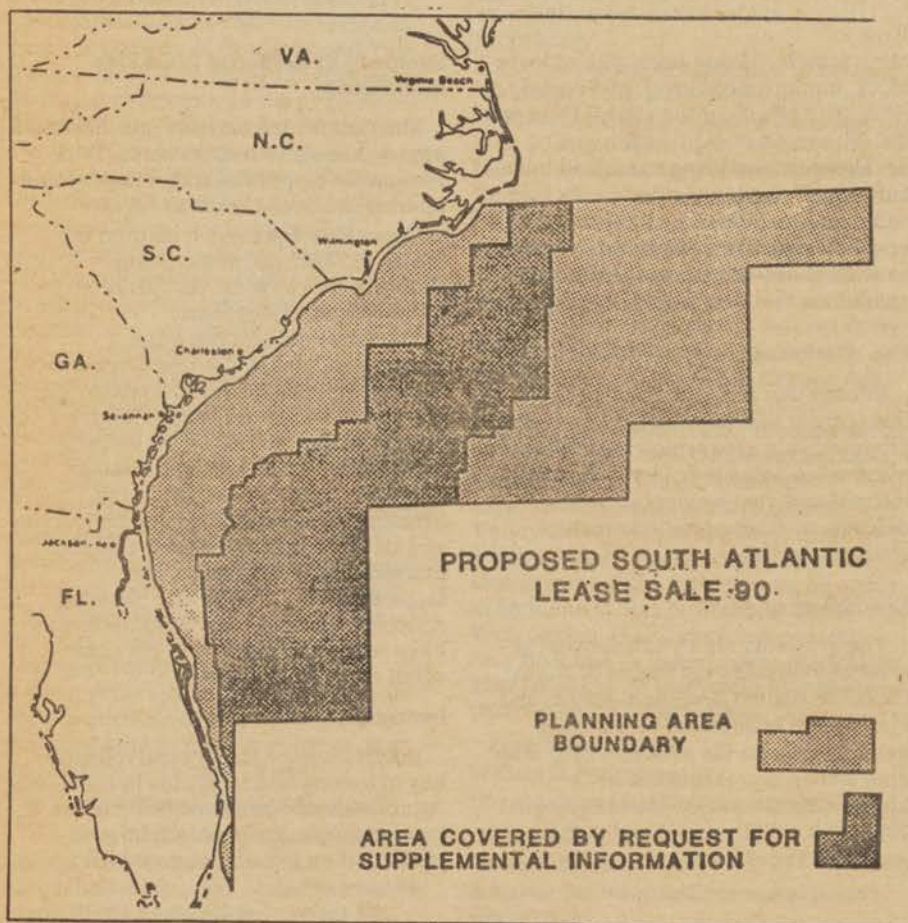 VA.
Virginia Beach
N.C.
Wilmington
S.C.
Charleston
GA.
Savannah
FL.
PROPOSED SOUTH ATLANTIC
LEASE SALE 90
PLANNING AREA
BOUNDARY
AREA COVERED BY REQUEST FOR
SUPPLEMENTAL INFORMATION